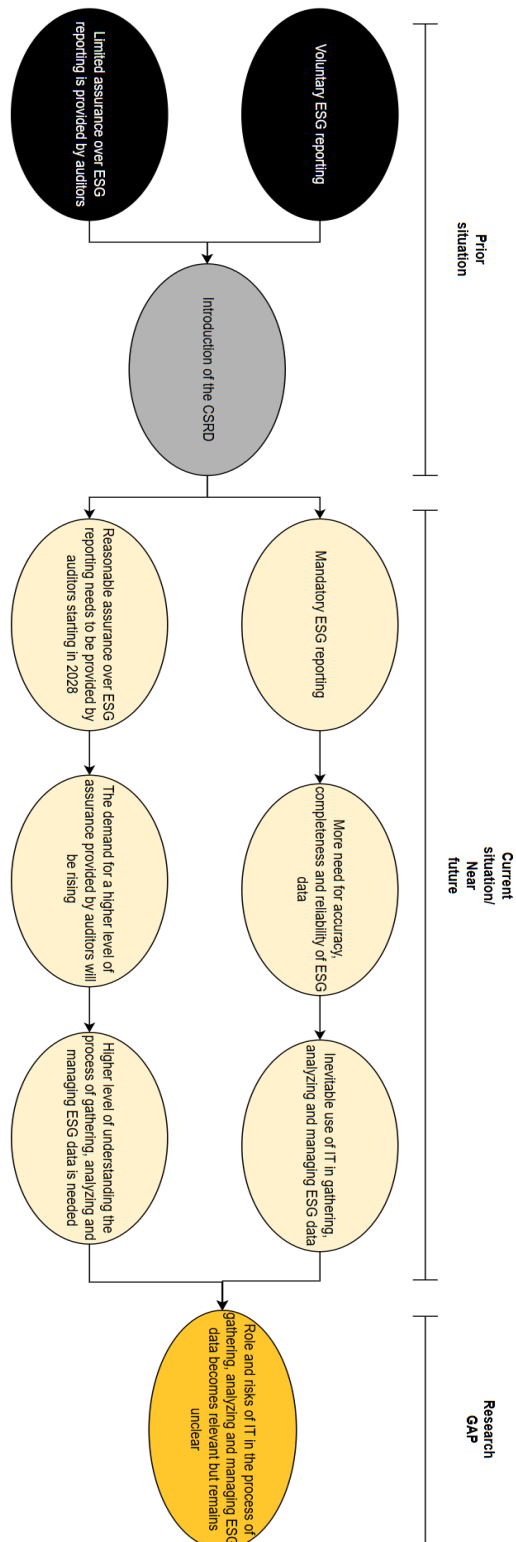 Prior
situation
Current
situation/
Near
future
Research
GAP
Voluntary ESG reporting
Limited assurance over ESG
reporting is provided by auditors
Introduction of the CSRD
Mandatory ESG reporting
More need for accuracy,
completeness and reliability of ESG
data
Inevitable use of IT in gathering,
analyzing and managing ESG data
Reasonable assurance over ESG
reporting needs to be provided by
auditors starting in 2028
The demand for a higher level of
assurance provided by auditors will
be rising
Higher level of understanding the
process of gathering, analyzing and
managing ESG data is needed
Role and risks of IT in the process of
gathering, analyzing and managing ESG
data becomes relevant but remains
unclear